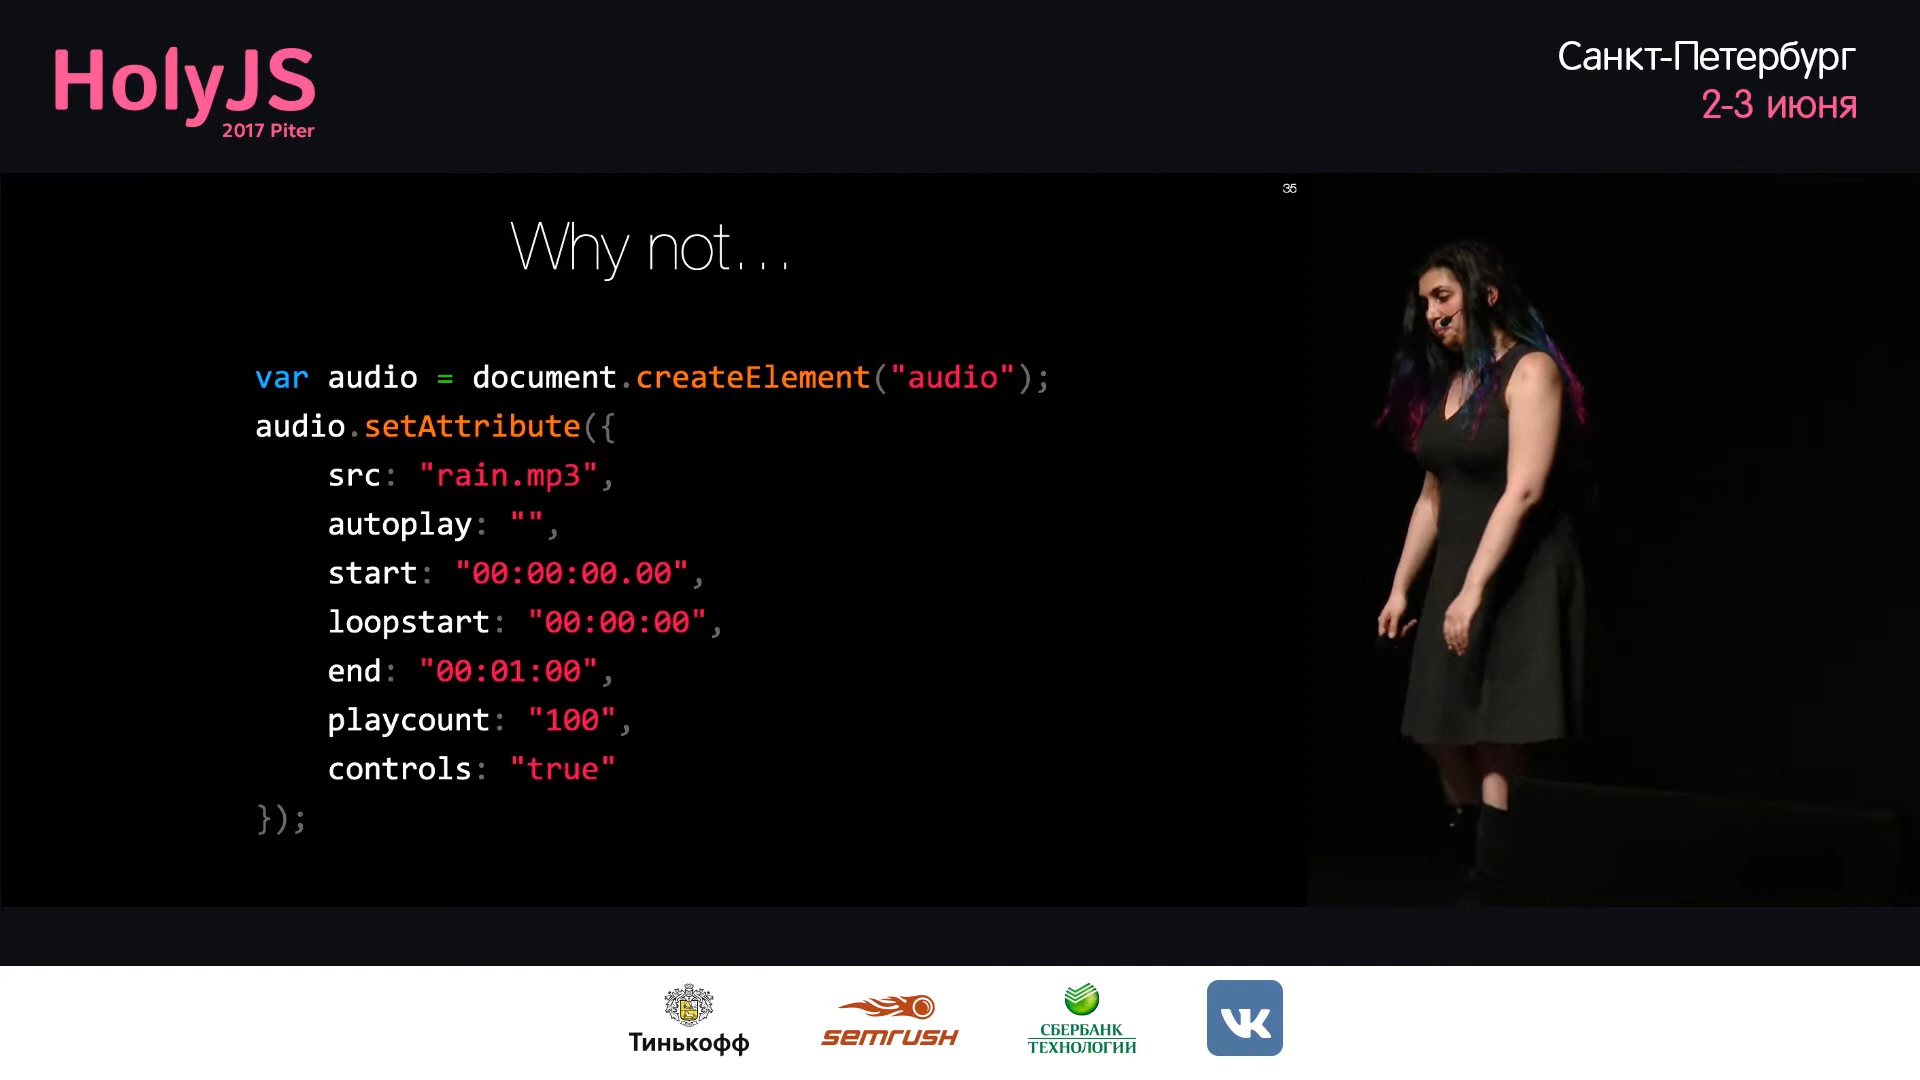 HolyJS
2017 Piter
Санкт-Петербург
2-3 июня
35
Why not...
var audio = document.createElement("audio");
audio.setAttribute({
src: "rain.mp3",
autoplay: "",
start: "00:00:00.00",
loopstart: "00:00:00",
end: "00:01:00",
playcount: "100",
controls: "true"
});
Тинькофф
semrush
СБЕРБАНК
ТЕХНОЛОГИИ
VK